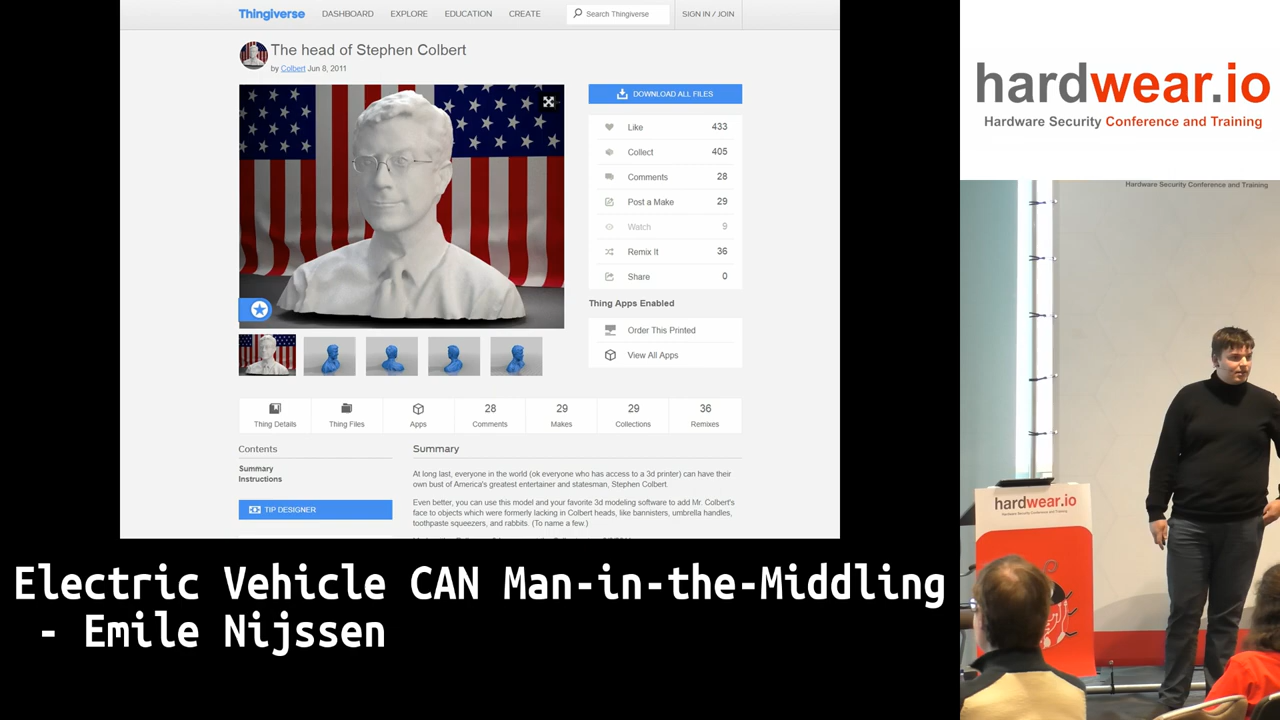 Thingiverse DASHBOARD EXPLORE EDUCATION CREATE Search Thingiverse SIGN IN / JOIN
The head of Stephen Colbert
by Colbert Jun 8, 2011
DOWNLOAD ALL FILES
Like 433
Collect 405
Comments 28
Post a Make 29
Watch 9
Remix It 36
Share 0
Thing Apps Enabled
Order This Printed
View All Apps
28 29 29 36
Thing Details Thing Files Apps Comments Makes Collections Remixes
Contents
Summary
Instructions
TIP DESIGNER
Summary
At long last, everyone in the world (ok everyone who has access to a 3d printer) can have their
own bust of America's greatest entertainer and statesman, Stephen Colbert.
Even better, you can use this model and your favorite 3d modeling software to add Mr. Colbert's
face to objects which were formerly lacking in Colbert heads, like bannisters, umbrella handles,
toothpaste squeezers, and rabbits. (To name a few.)
Electric Vehicle CAN Man-in-the-Middling
- Emile Nijssen
hardwear.io
Hardware Security Conference and Training
Hardware Security Conference and Training
hardwear.io
Hardware Security Conference and Training